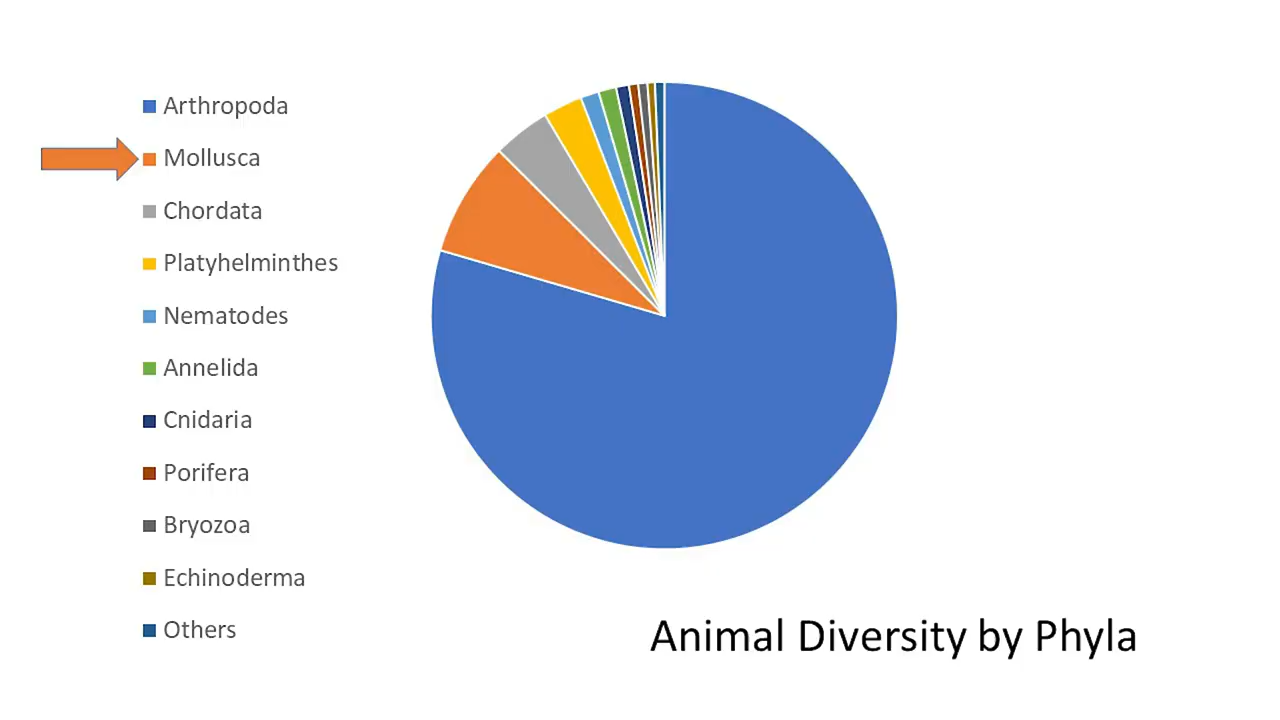 Arthropoda
Mollusca
Chordata
Platyhelminthes
Nematodes
Annelida
Cnidaria
Porifera
Bryozoa
Echinoderma
Others
Animal Diversity by Phyla